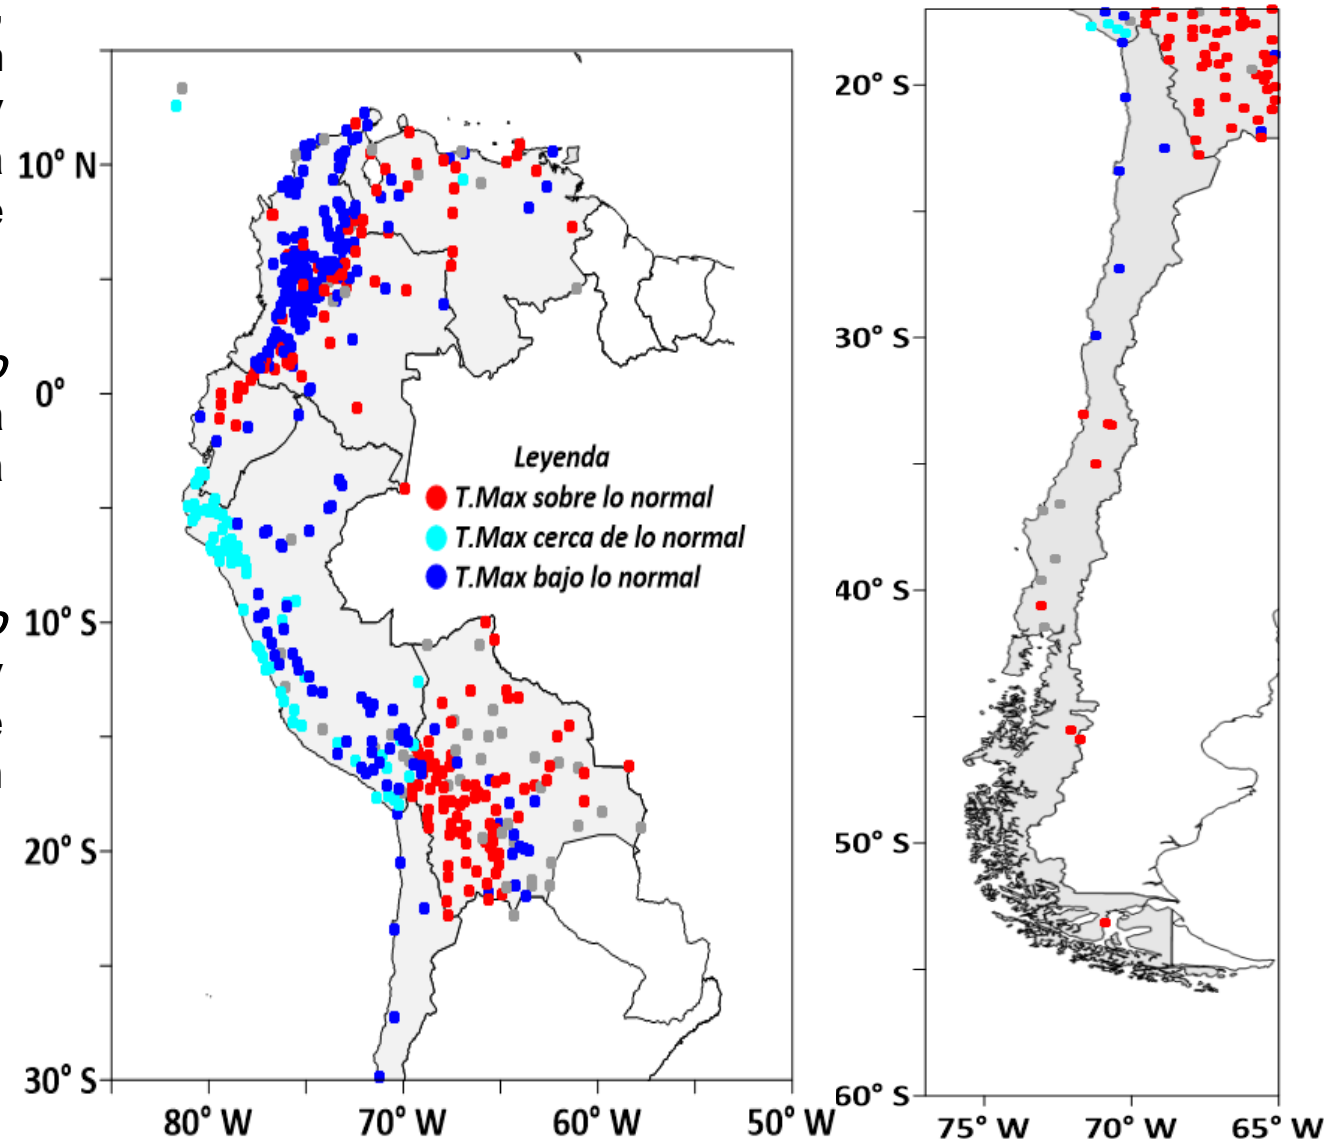 10° N
0°
10° S
20° S
30° S
80° W
70° W
60° W
50° W
Leyenda
T.Max sobre lo normal
T.Max cerca de lo normal
T.Max bajo lo normal
20° S
30° S
40° S
50° S
60° S
75° W
70° W
65° W